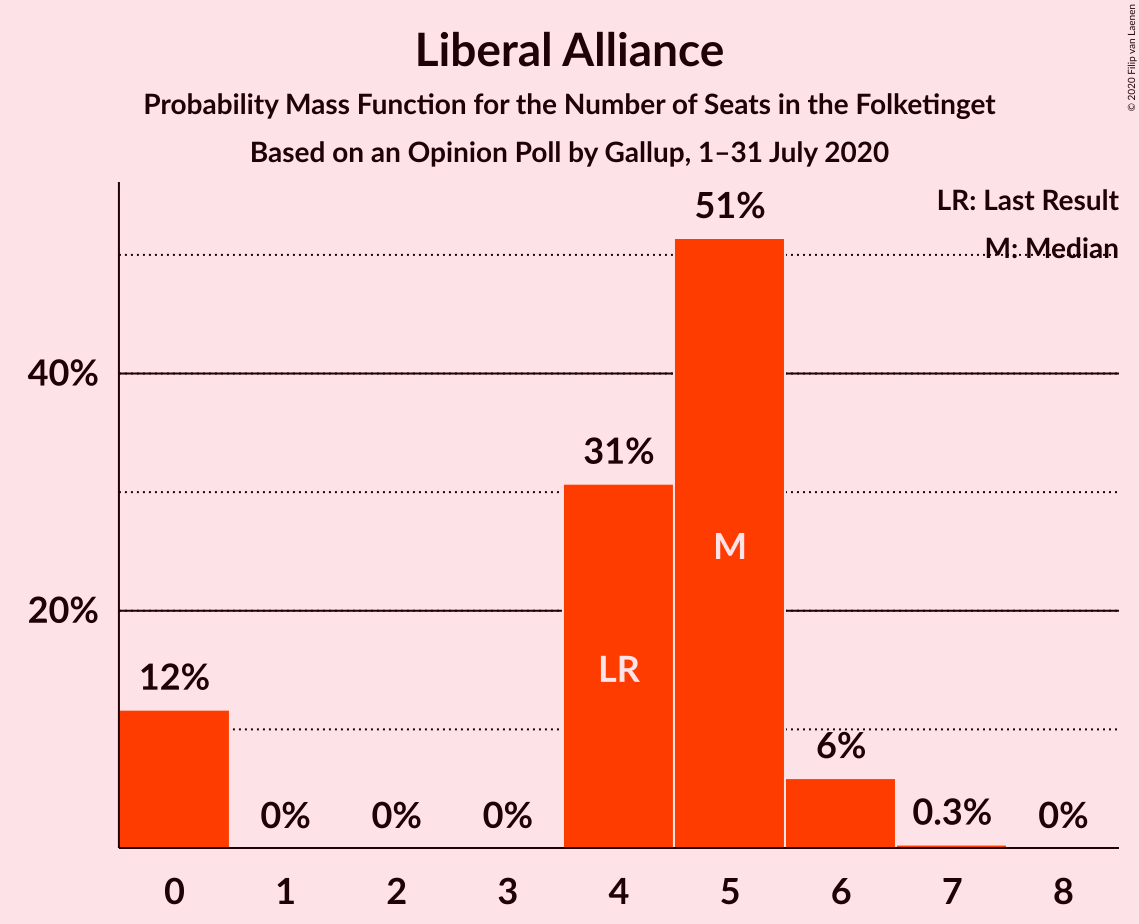 Liberal Alliance
Probability Mass Function for the Number of Seats in the Folketinget
Based on an Opinion Poll by Gallup, 1–31 July 2020
© 2020 Filip van Laenen
LR: Last Result
M: Median
51%
40%
31%
M
20%
LR
12%
6%
0%
0%
0%
0.3%
0%
0
1
2
3
4
5
6
7
8